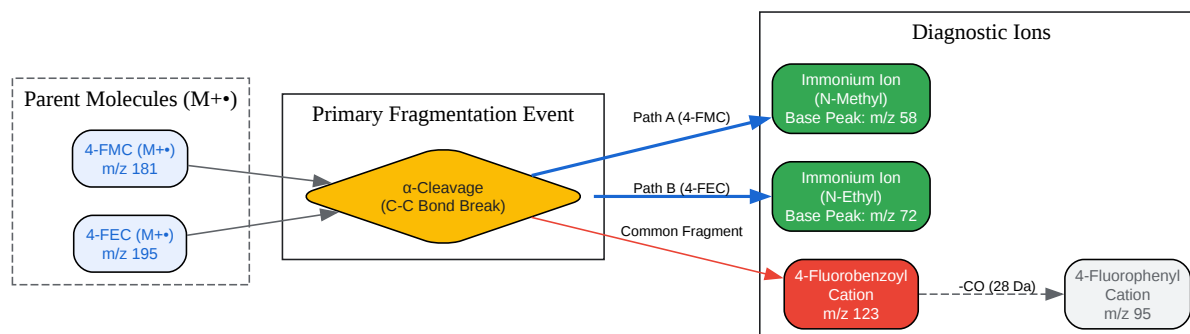 Parent Molecules (M+•)
4-FMC (M+•)
m/z 181
4-FEC (M+•)
m/z 195
Primary Fragmentation Event
α-Cleavage
(C-C Bond Break)
Path A (4-FMC)
Path B (4-FEC)
Common Fragment
Diagnostic Ions
Immonium Ion
(N-Methyl)
Base Peak: m/z 58
Immonium Ion
(N-Ethyl)
Base Peak: m/z 72
4-Fluorobenzoyl
Cation
m/z 123
-CO (28 Da)
4-Fluorophenyl
Cation
m/z 95